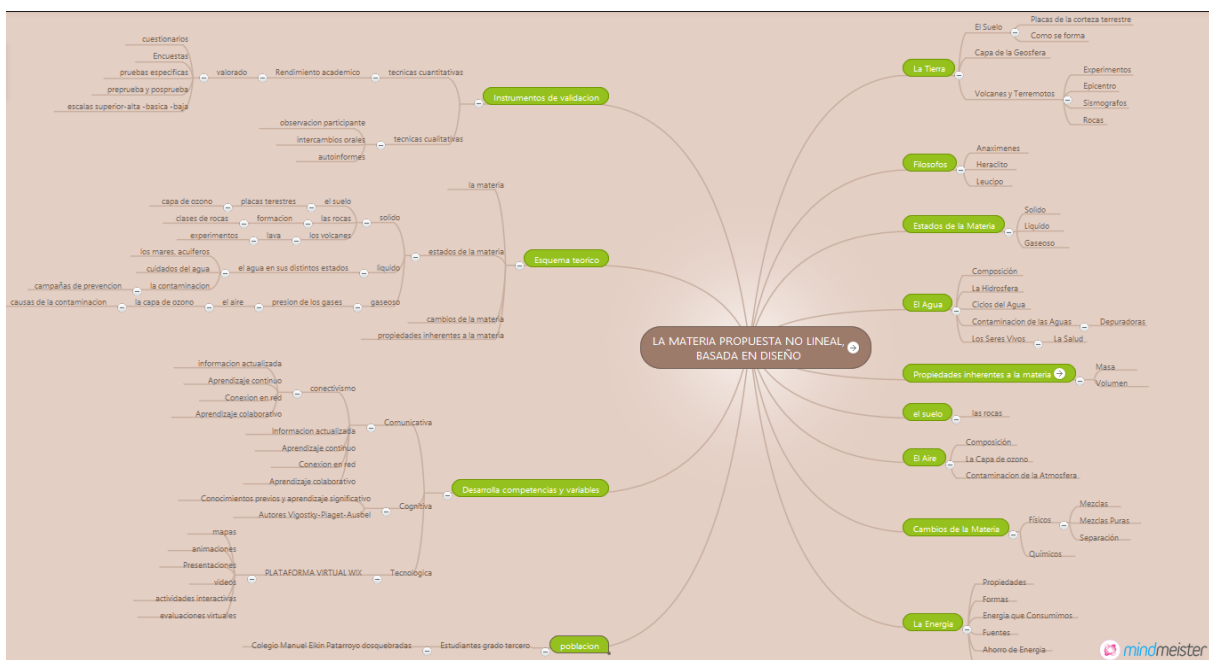 LA MATERIA PROPUESTA NO LINEAL,
BASADA EN DISEÑO
Instrumentos de validacion
tecnicas cuantitativas
Rendimiento academico
valorado
cuestionarios
Encuestas
pruebas especificas
preprueba y posprueba
escalas superior-alta -basica -baja
tecnicas cualitativas
observacion participante
intercambios orales
autoinformes
Esquema teorico
la materia
estados de la materia
solido
el suelo
placas terestres
capa de ozono
las rocas
formacion
clases de rocas
los volcanes
lava
experimentos
liquido
el agua en sus distintos estados
los mares, acuiferos
cuidados del agua
la contaminacion
campañas de prevencion
gaseoso
presion de los gases
el aire
la capa de ozono
causas de la contaminacion
cambios de la materia
propiedades inherentes a la materia
Desarrolla competencias y variables
Comunicativa
conectivismo
informacion actualizada
Aprendizaje continuo
Conexion en red
Aprendizaje colaborativo
Informacion actualizada
Aprendizaje continuo
Conexion en red
Aprendizaje colaborativo
Cognitiva
Conocimientos previos y aprendizaje significativo
Autores Vigostky-Piaget-Ausbel
Tecnologica
PLATAFORMA VIRTUAL WIX
mapas
animaciones
Presentaciones
videos
actividades interactivas
evaluaciones virtuales
poblacion
Estudiantes grado tercero
Colegio Manuel Elkin Patarroyo dosquebradas
La Tierra
El Suelo
Placas de la corteza terrestre
Como se forma
Capa de la Geosfera
Volcanes y Terremotos
Experimentos
Epicentro
Sismografos
Rocas
Filosofos
Anaximenes
Heraclito
Leucipo
Estados de la Materia
Solido
Liquido
Gaseoso
El Agua
Composición
La Hidrosfera
Ciclos del Agua
Contaminacion de las Aguas
Depuradoras
Los Seres Vivos
La Salud
Propiedades inherentes a la materia
Masa
Volumen
el suelo
las rocas
El Aire
Composición
La Capa de ozono
Contaminacion de la Atmosfera
Cambios de la Materia
Físicos
Mezclas
Mezclas Puras
Separación
Químicos
La Energia
Propiedades
Formas
Energia que Consumimos
Fuentes
Ahorro de Energia
mindmeister